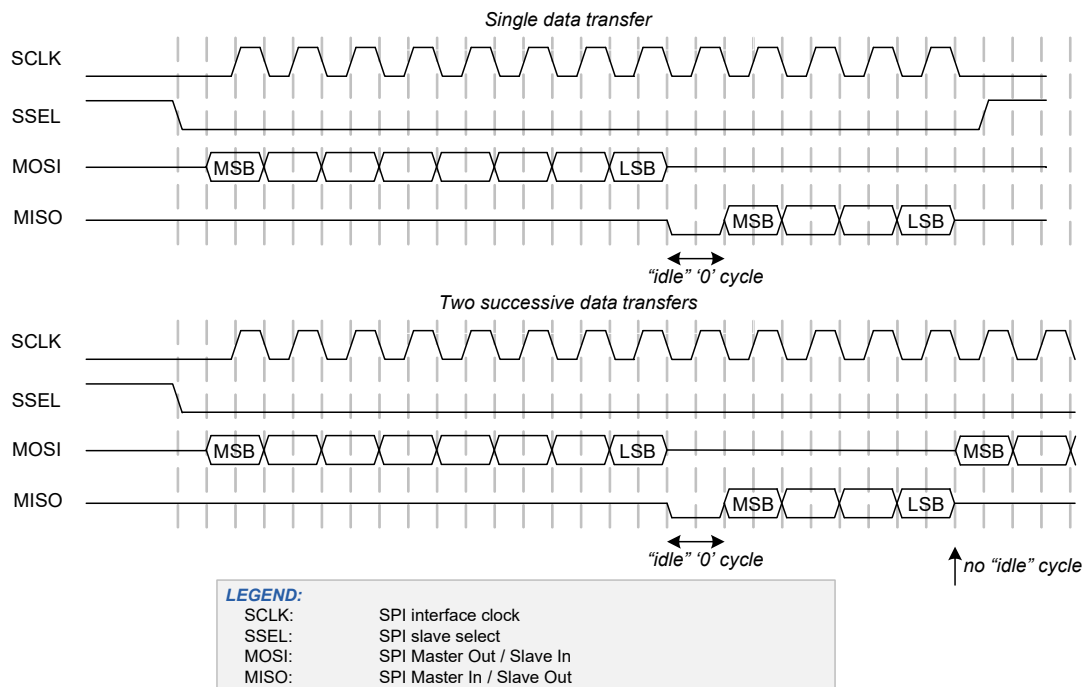 Single data transfer
SCLK
SSEL
MOSI MSB LSB
MISO MSB LSB
“idle” ‘0’ cycle
Two successive data transfers
SCLK
SSEL
MOSI MSB LSB MSB
MISO MSB LSB
“idle” ‘0’ cycle no “idle” cycle
LEGEND:
SCLK: SPI interface clock
SSEL: SPI slave select
MOSI: SPI Master Out / Slave In
MISO: SPI Master In / Slave Out